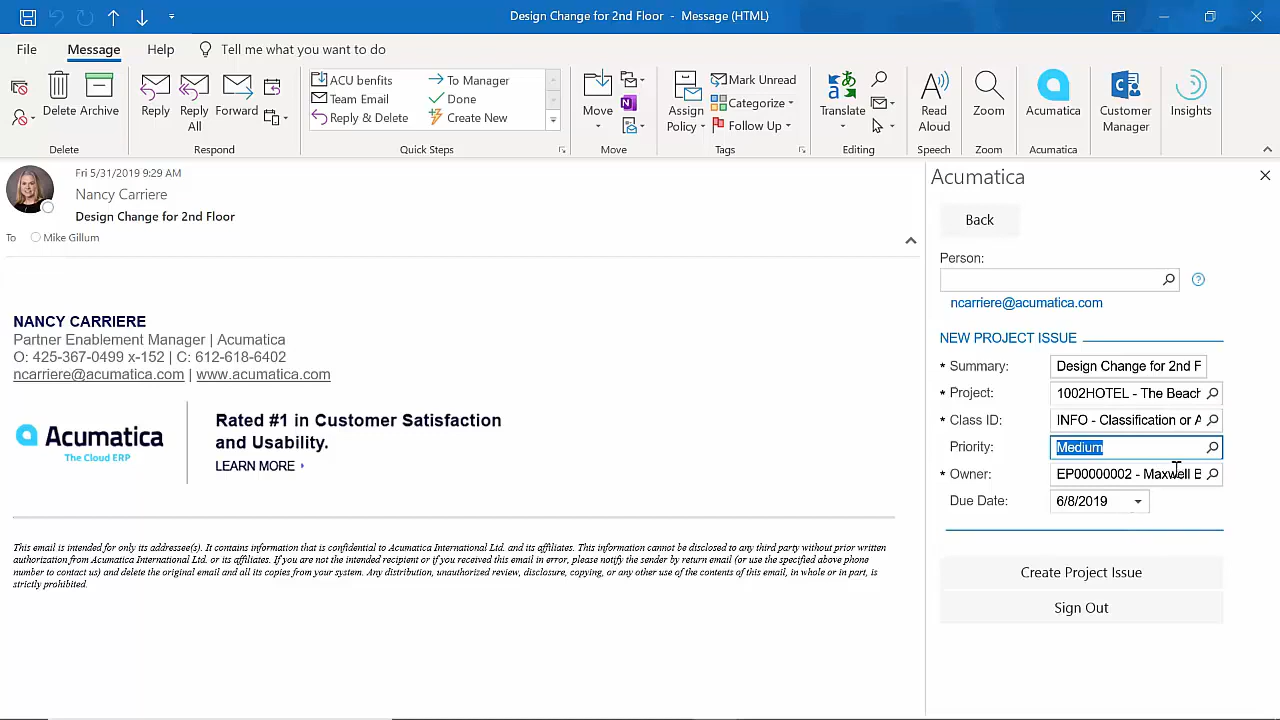 Design Change for 2nd Floor - Message (HTML)
File Message Help Tell me what you want to do
Delete Archive
Delete
Reply Reply All Forward
Respond
ACU benfits To Manager
Team Email Done
Reply & Delete Create New
Quick Steps
Move
Move
Assign Policy
Mark Unread
Categorize
Follow Up
Tags
Translate
Editing
Read Aloud
Speech
Zoom
Zoom
Acumatica
Acumatica
Customer Manager
Insights
Fri 5/31/2019 9:29 AM
Nancy Carriere
Design Change for 2nd Floor
To Mike Gillum
NANCY CARRIERE
Partner Enablement Manager | Acumatica
O: 425-367-0499 x-152 | C: 612-618-6402
ncarriere@acumatica.com | www.acumatica.com
Acumatica
The Cloud ERP
Rated #1 in Customer Satisfaction
and Usability.
LEARN MORE
This email is intended for only its addressee(s). It contains information that is confidential to Acumatica International Ltd. and its affiliates. This information cannot be disclosed to any third party without prior written
authorization from Acumatica International Ltd. or its affiliates. If you are not the intended recipient or if you received this email in error, please notify the sender by return email (or use the specified above phone
number to contact us) and delete the original email and all its copies from your system. Any distribution, unauthorized review, disclosure, copying, or any other use of the contents of this email, in whole or in part, is
strictly prohibited.
Acumatica
Back
Person:
ncarriere@acumatica.com
NEW PROJECT ISSUE
* Summary: Design Change for 2nd F
* Project: 1002HOTEL - The Beach
* Class ID: INFO - Classification or A
Priority: Medium
* Owner: EP00000002 - Maxwell B
Due Date: 6/8/2019
Create Project Issue
Sign Out